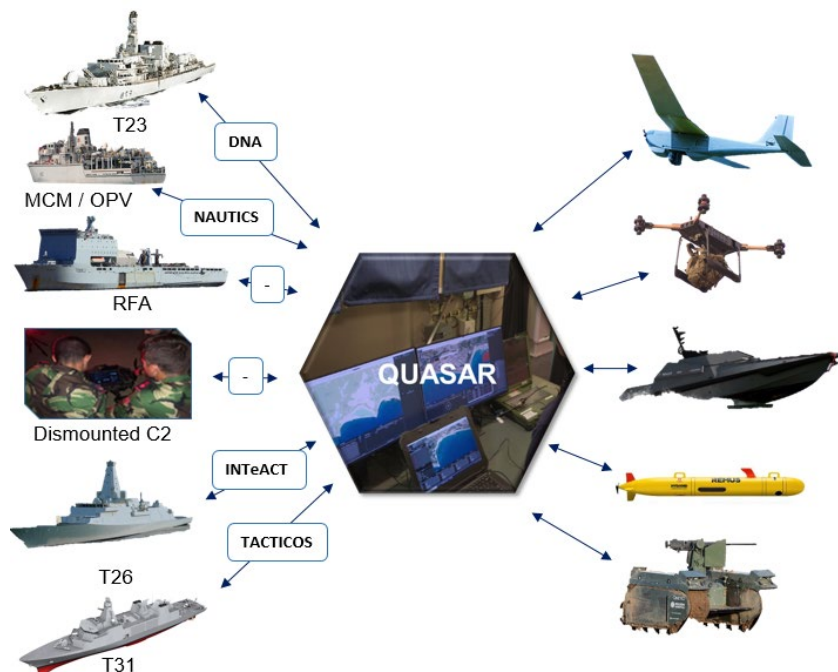 T23
DNA
MCM / OPV
NAUTICS
RFA
-
QUASAR
Dismounted C2
-
INTeACT
REMUS
T26
TACTICOS
T31